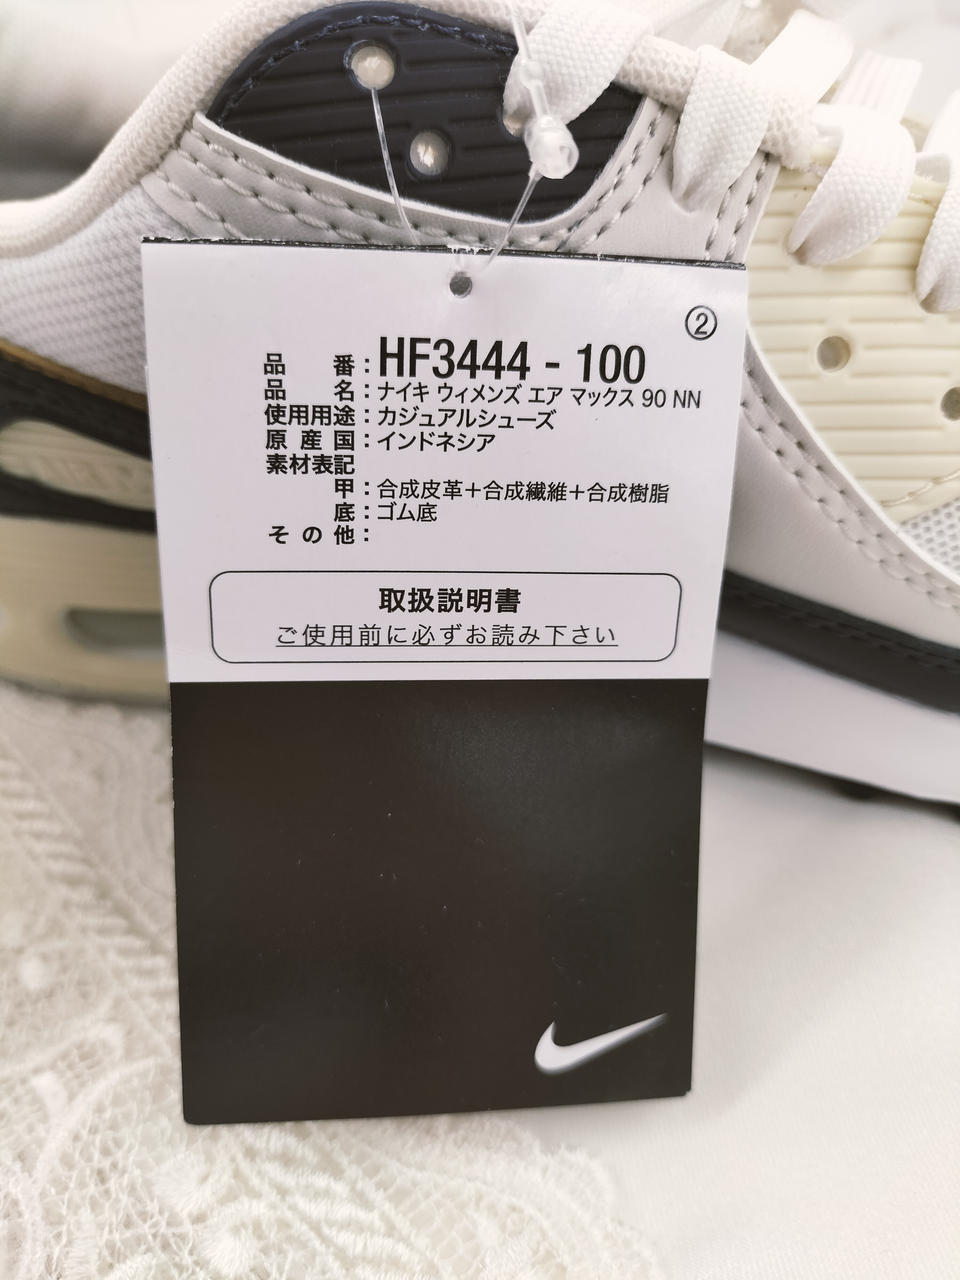 ②
品番：HF3444 - 100
品名：ナイキ ウィメンズ エア マックス 90 NN
使用用途：カジュアルシューズ
原産国：インドネシア
素材表記
甲：合成皮革＋合成繊維＋合成樹脂
底：ゴム底
その他：
取扱説明書
ご使用前に必ずお読み下さい